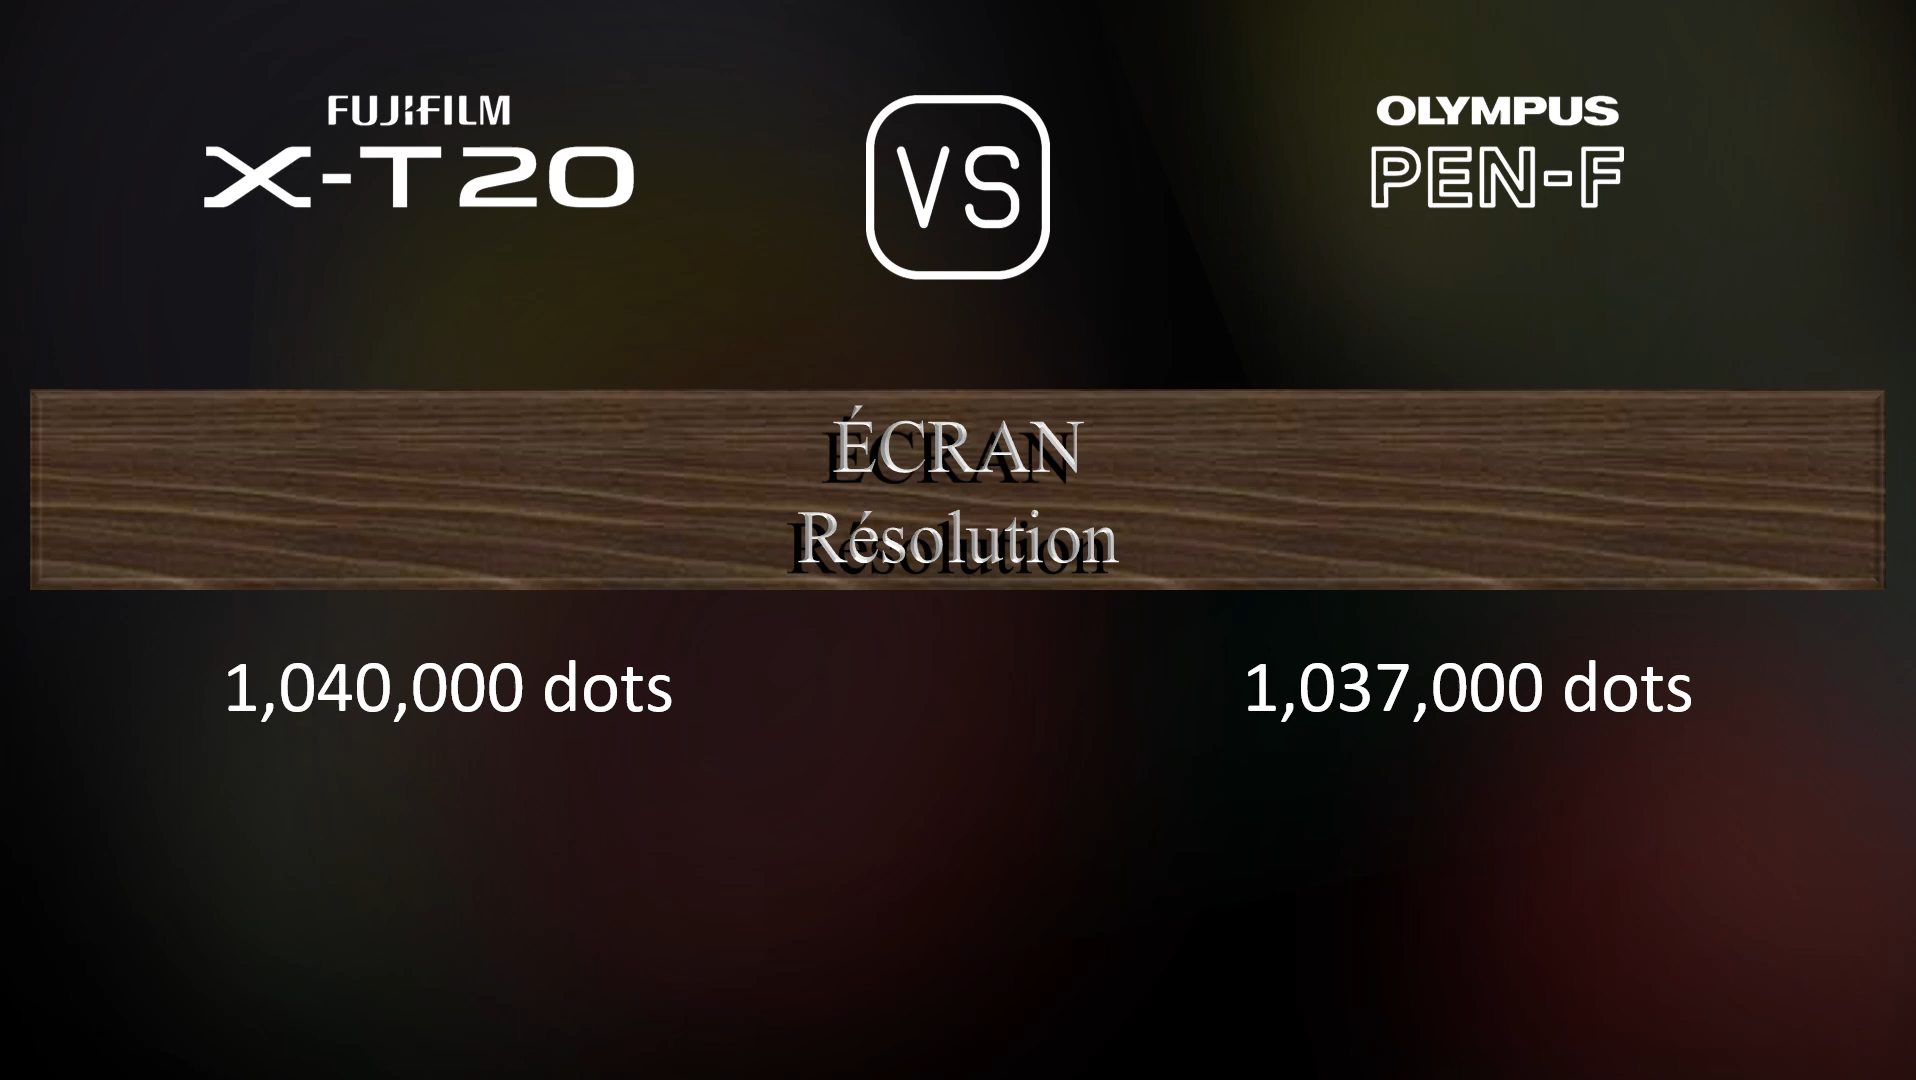 FUJIFILM
X-T20
VS
OLYMPUS
PEN-F
ÉCRAN
Résolution
1,040,000 dots
1,037,000 dots